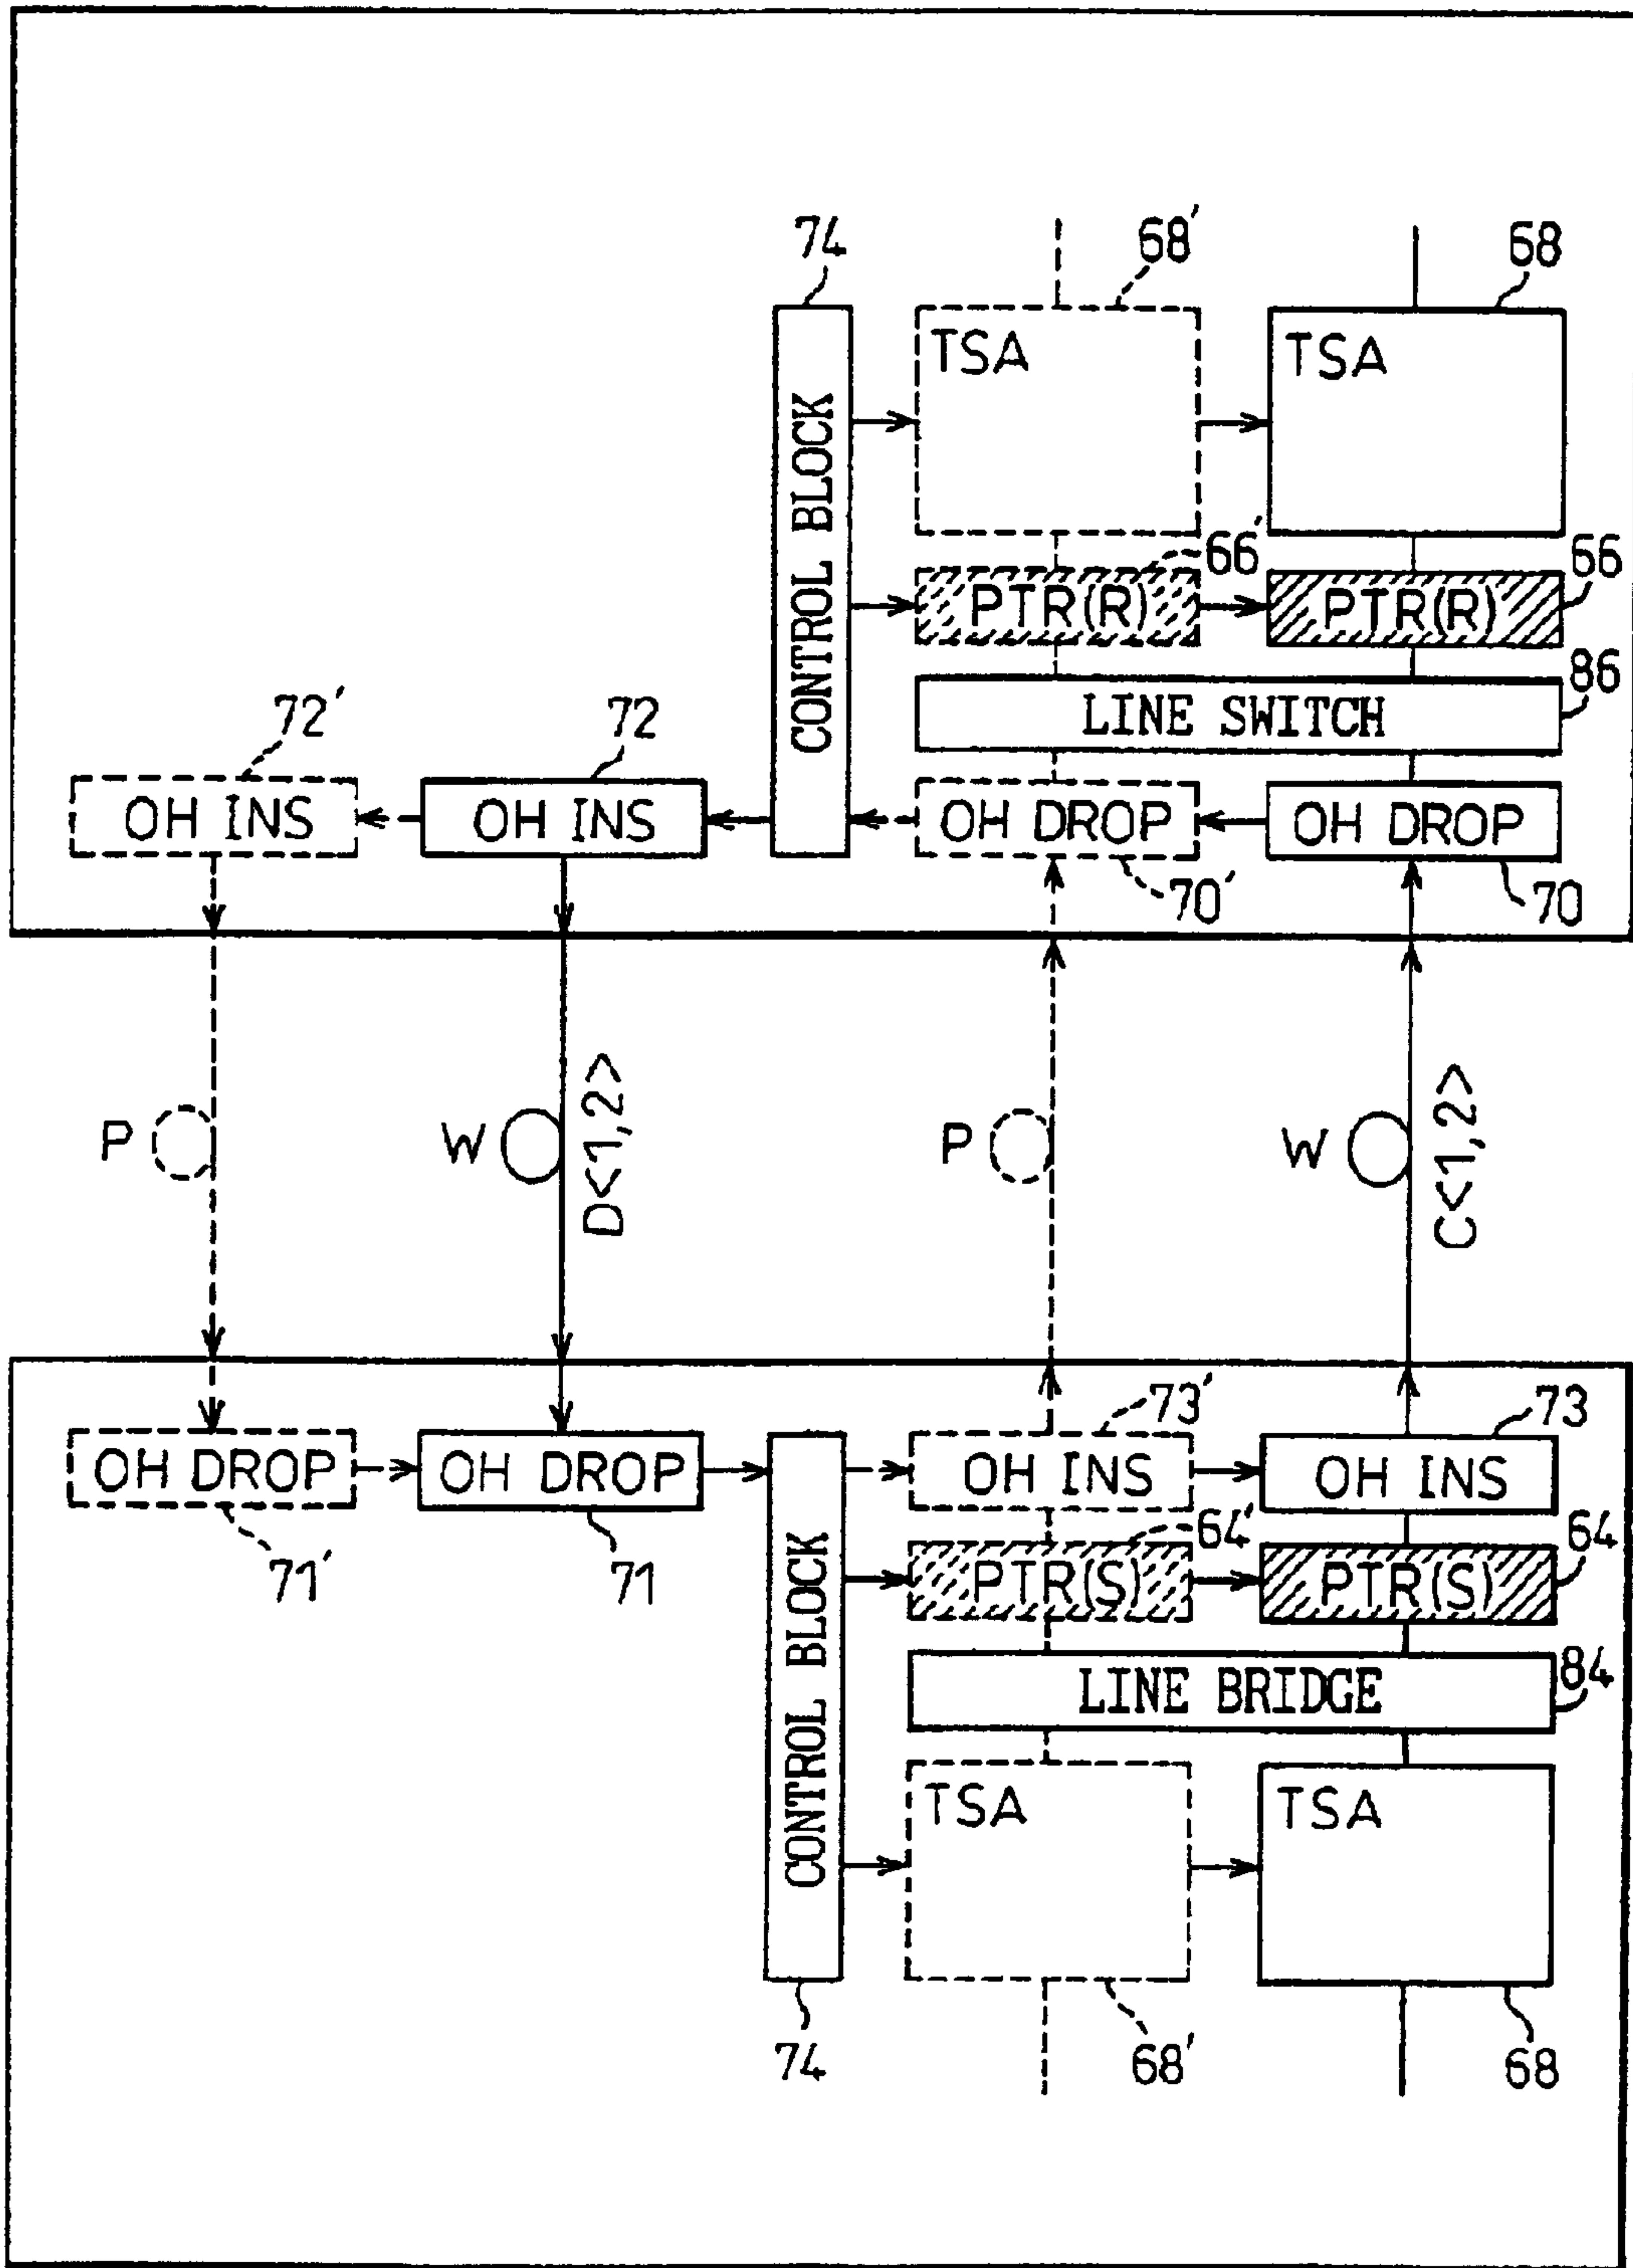 74
68'
68
TSA
TSA
CONTROL BLOCK
66'
66
PTR(R)
PTR(R)
86
LINE SWITCH
72'
72
OH INS
OH INS
OH DROP
OH DROP
70'
70
P
W
D<1,2>
P
W
C<1,2>
73'
73
OH DROP
OH DROP
OH INS
OH INS
71'
71
CONTROL BLOCK
64'
64
PTR(S)
PTR(S)
84
LINE BRIDGE
TSA
TSA
74
68'
68